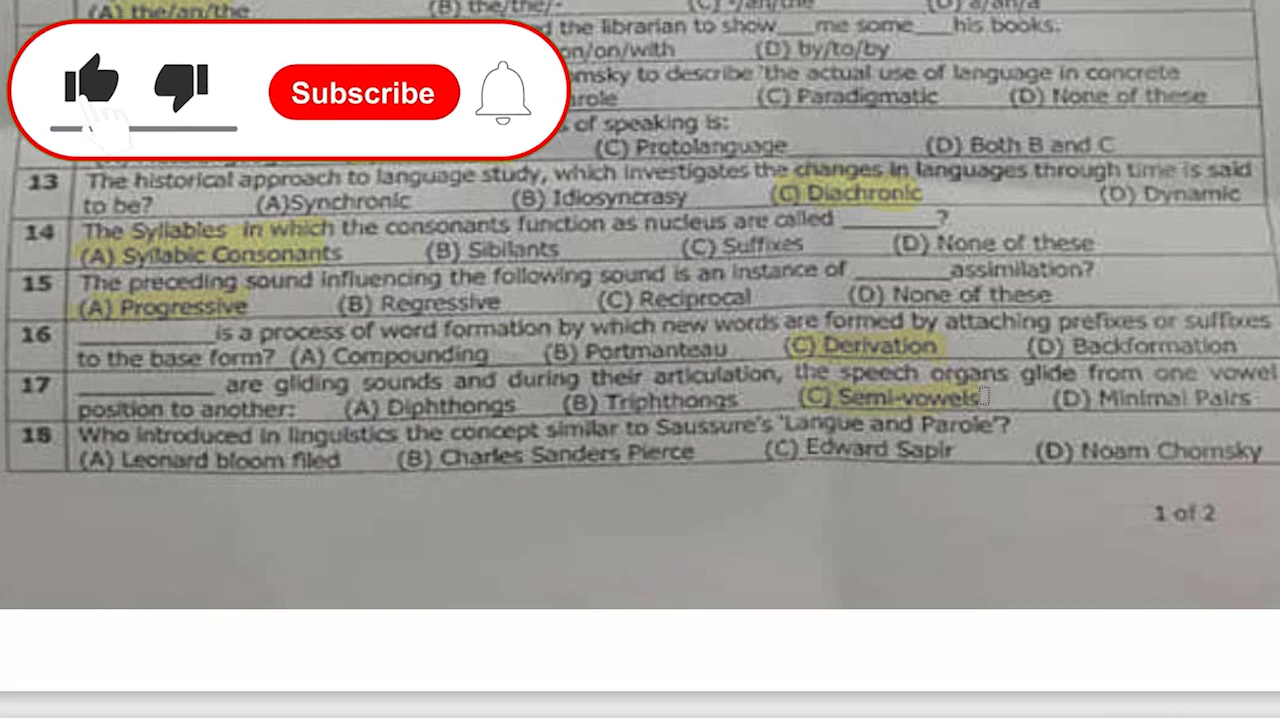 (A) the/an/the (B) the/the/- (C) -/an/the (D) a/an/a
the librarian to show___me some___his books.
on/on/with (D) by/to/by
msky to describe 'the actual use of language in concrete
role (C) Paradigmatic (D) None of these
of speaking is:
(C) Protolanguage (D) Both B and C
Subscribe
13 The historical approach to language study, which investigates the changes in languages through time is said
to be? (A)Synchronic (B) Idiosyncrasy (C) Diachronic (D) Dynamic
14 The Syllables in which the consonants function as nucleus are called ________?
(A) Syllabic Consonants (B) Sibilants (C) Suffixes (D) None of these
15 The preceding sound influencing the following sound is an instance of ________assimilation?
(A) Progressive (B) Regressive (C) Reciprocal (D) None of these
16 ____________is a process of word formation by which new words are formed by attaching prefixes or suffixes
to the base form? (A) Compounding (B) Portmanteau (C) Derivation (D) Backformation
17 ____________ are gliding sounds and during their articulation, the speech organs glide from one vowel
position to another: (A) Diphthongs (B) Triphthongs (C) Semi-vowels (D) Minimal Pairs
18 Who introduced in linguistics the concept similar to Saussure's 'Langue and Parole'?
(A) Leonard bloom filed (B) Charles Sanders Pierce (C) Edward Sapir (D) Noam Chomsky
1 of 2